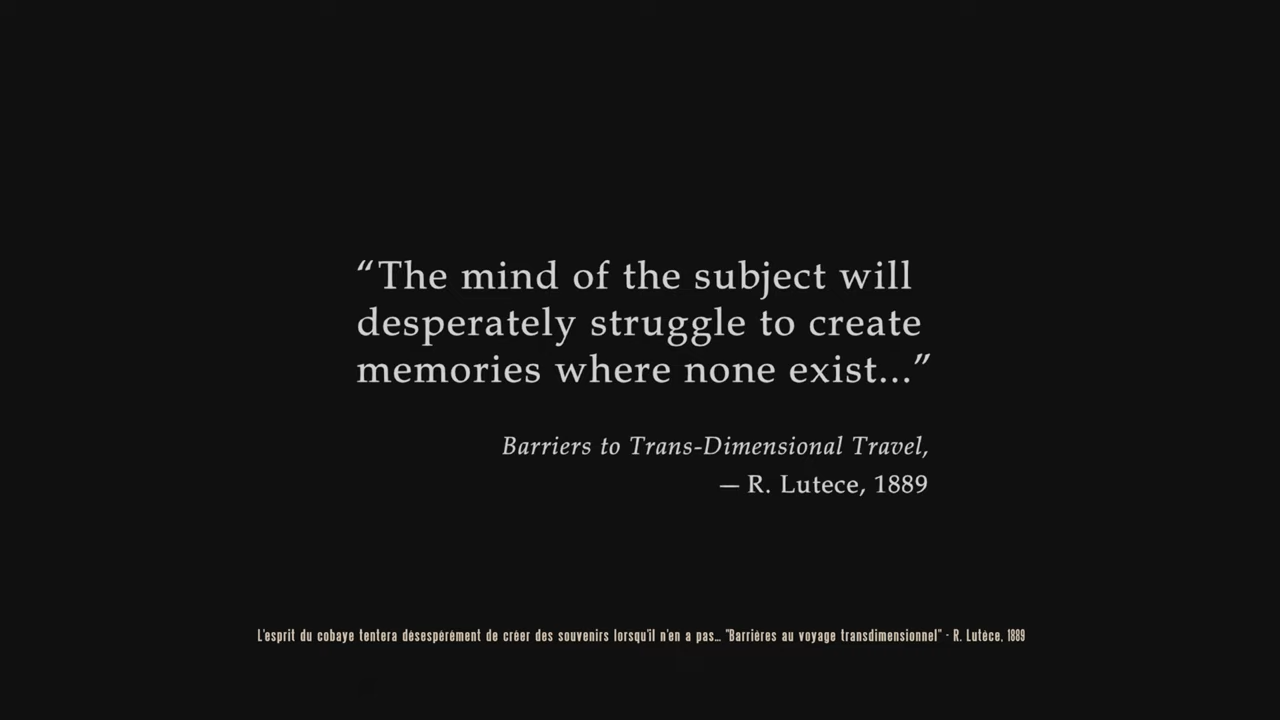 “The mind of the subject will
desperately struggle to create
memories where none exist...”
Barriers to Trans-Dimensional Travel,
— R. Lutece, 1889
L'esprit du cobaye tentera désespérément de créer des souvenirs lorsqu'il n'en a pas... "Barrières au voyage transdimensionnel" - R. Lutèce, 1889